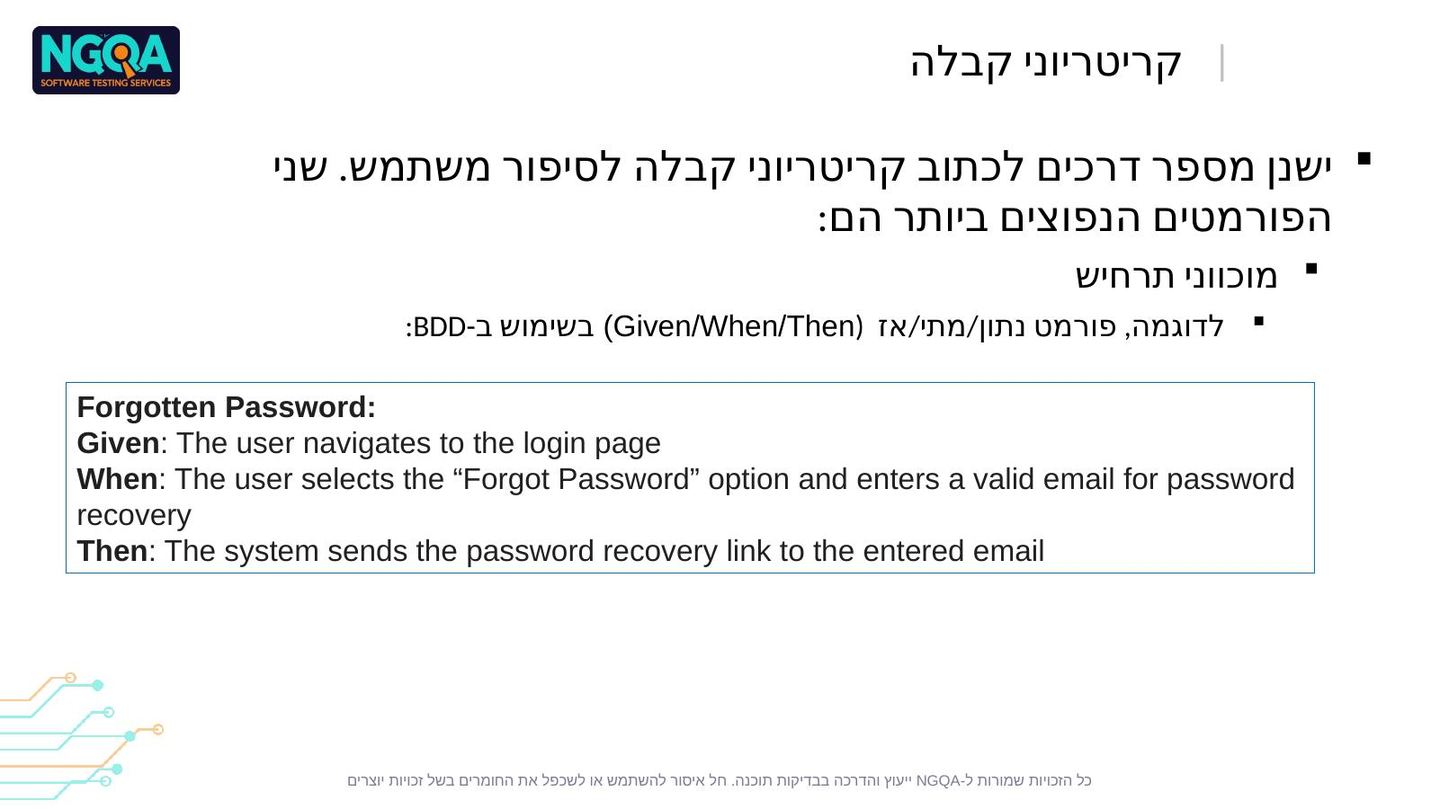 NGQA
SOFTWARE TESTING SERVICES
קריטריוני קבלה
ישנן מספר דרכים לכתוב קריטריוני קבלה לסיפור משתמש. שני
הפורמטים הנפוצים ביותר הם:
מוכווני תרחיש
לדוגמה, פורמט נתון/מתי/אז (Given/When/Then) בשימוש ב-BDD:
Forgotten Password:
Given: The user navigates to the login page
When: The user selects the “Forgot Password” option and enters a valid email for password
recovery
Then: The system sends the password recovery link to the entered email
כל הזכויות שמורות ל-NGQA ייעוץ והדרכה בבדיקות תוכנה. חל איסור להשתמש או לשכפל את החומרים בשל זכויות יוצרים